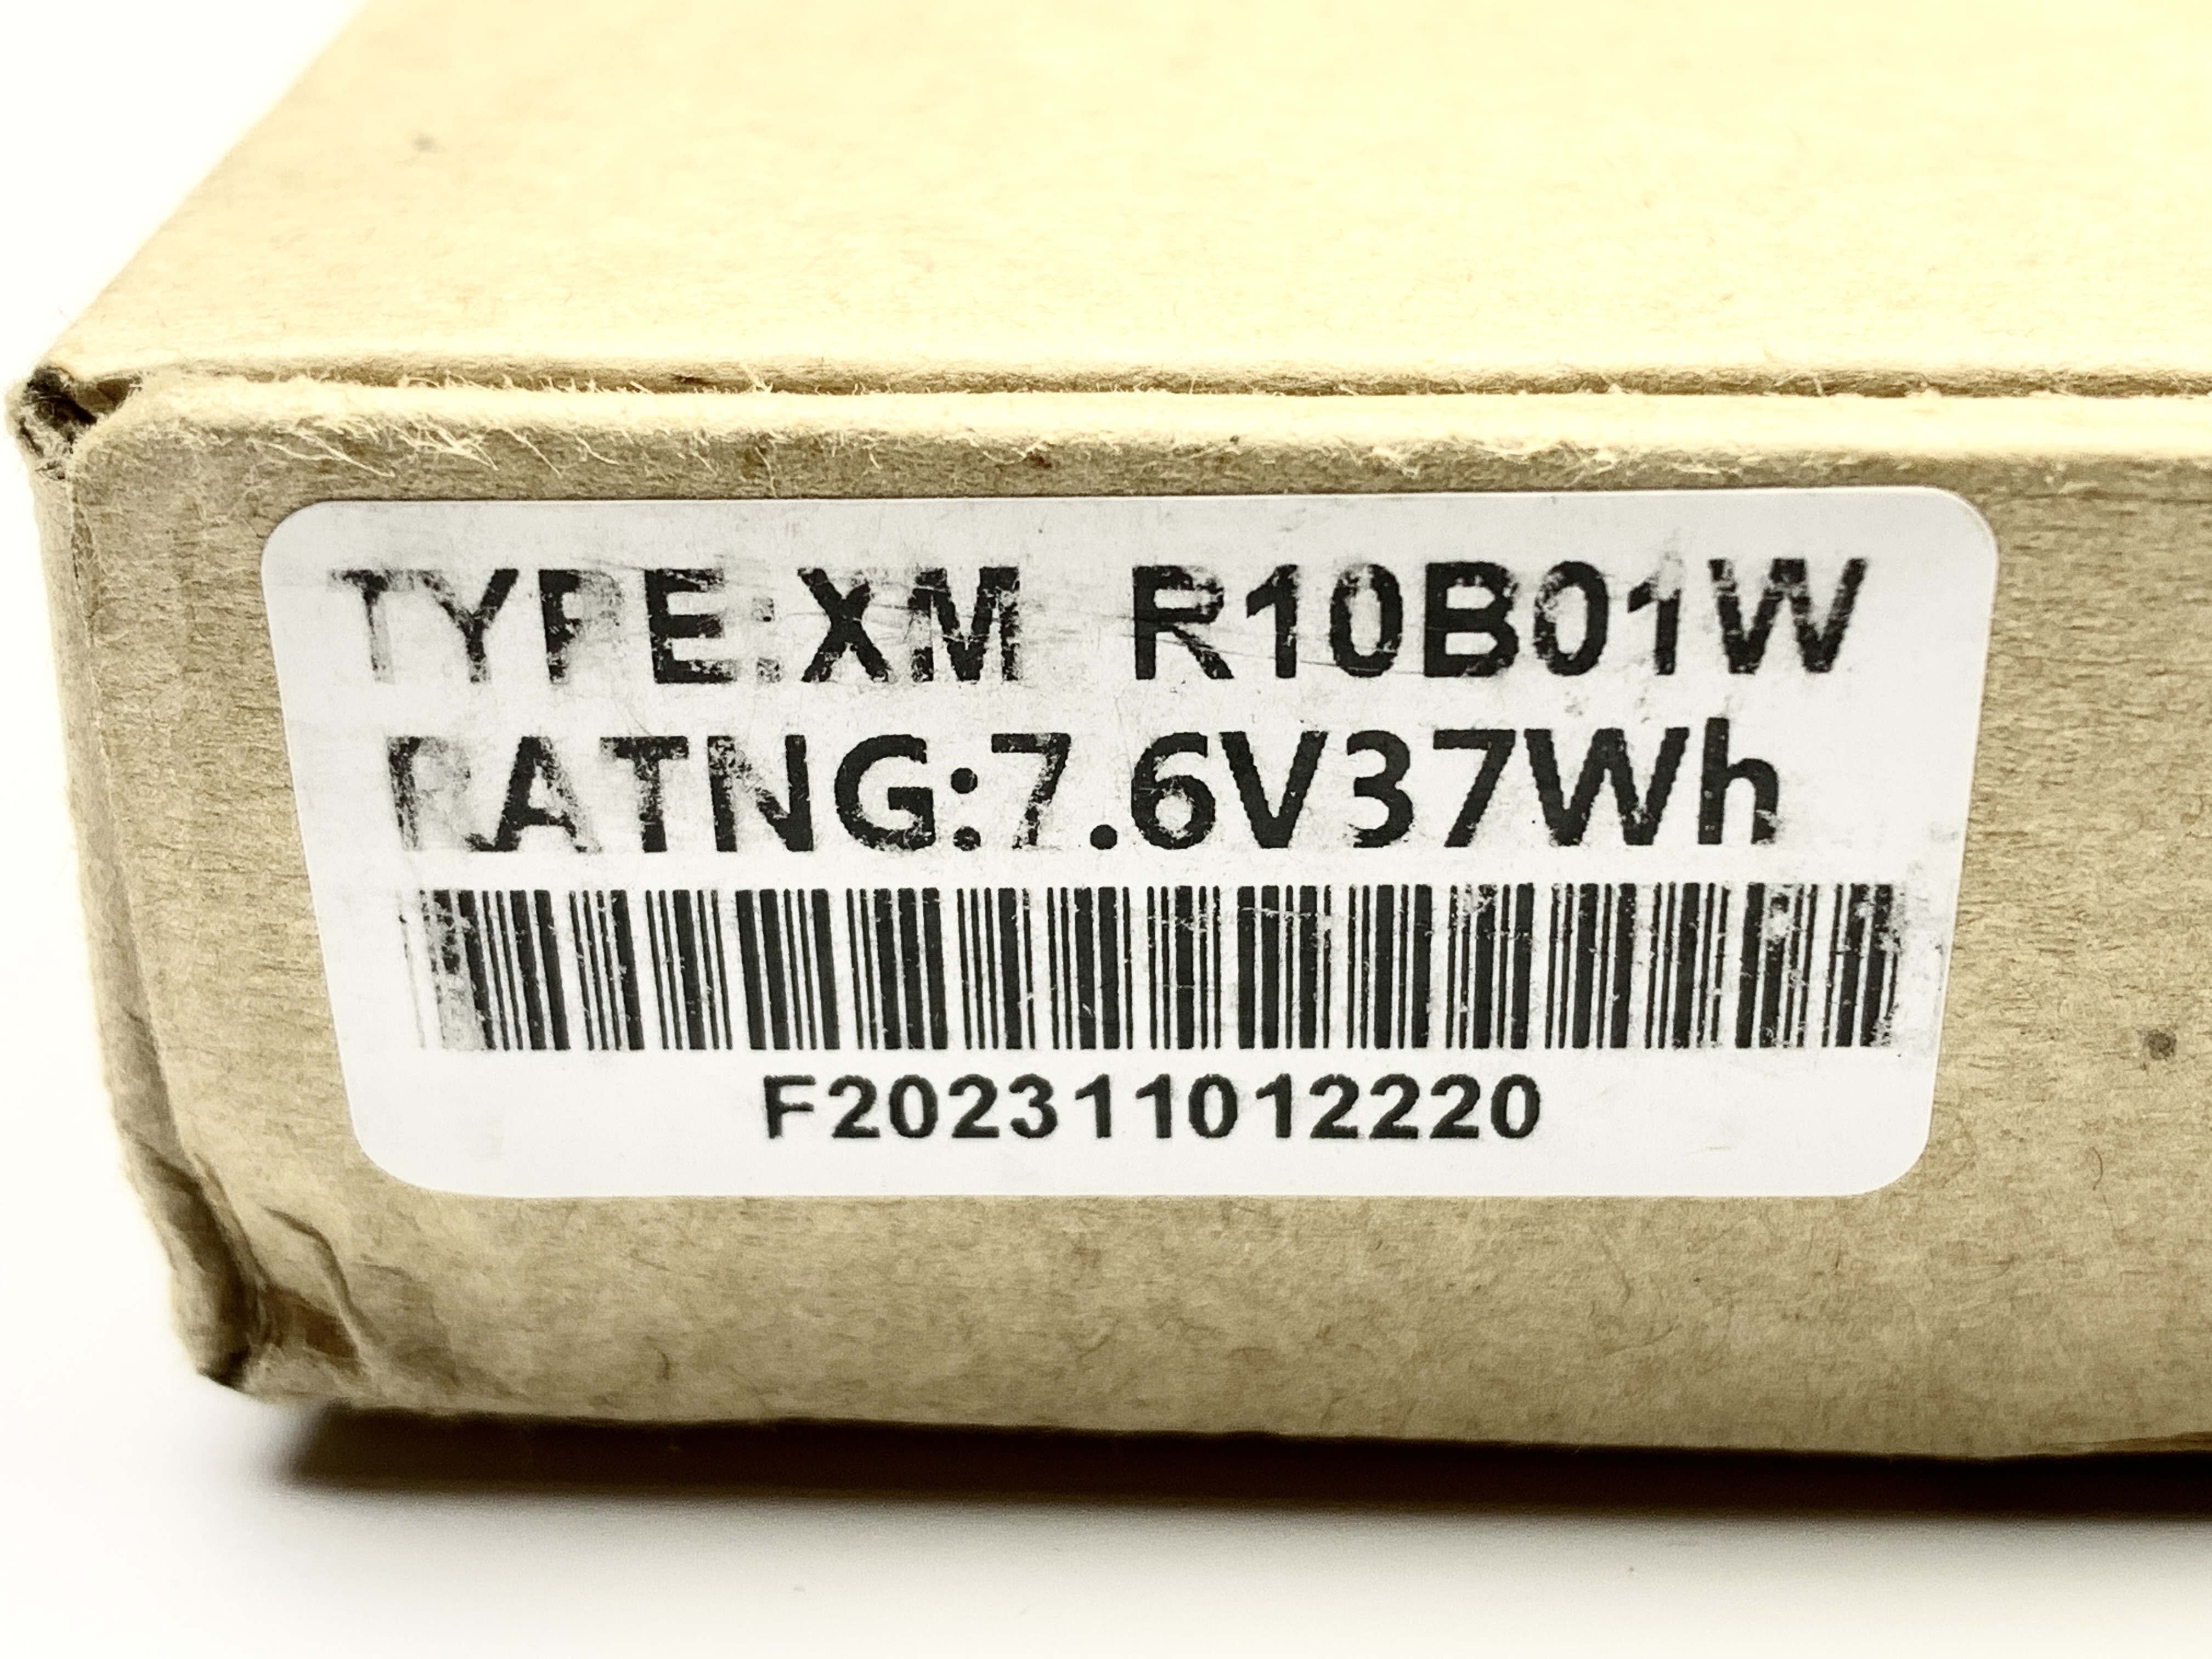 TYPE:XM R10B01W
RATNG:7.6V37Wh
F202311012220